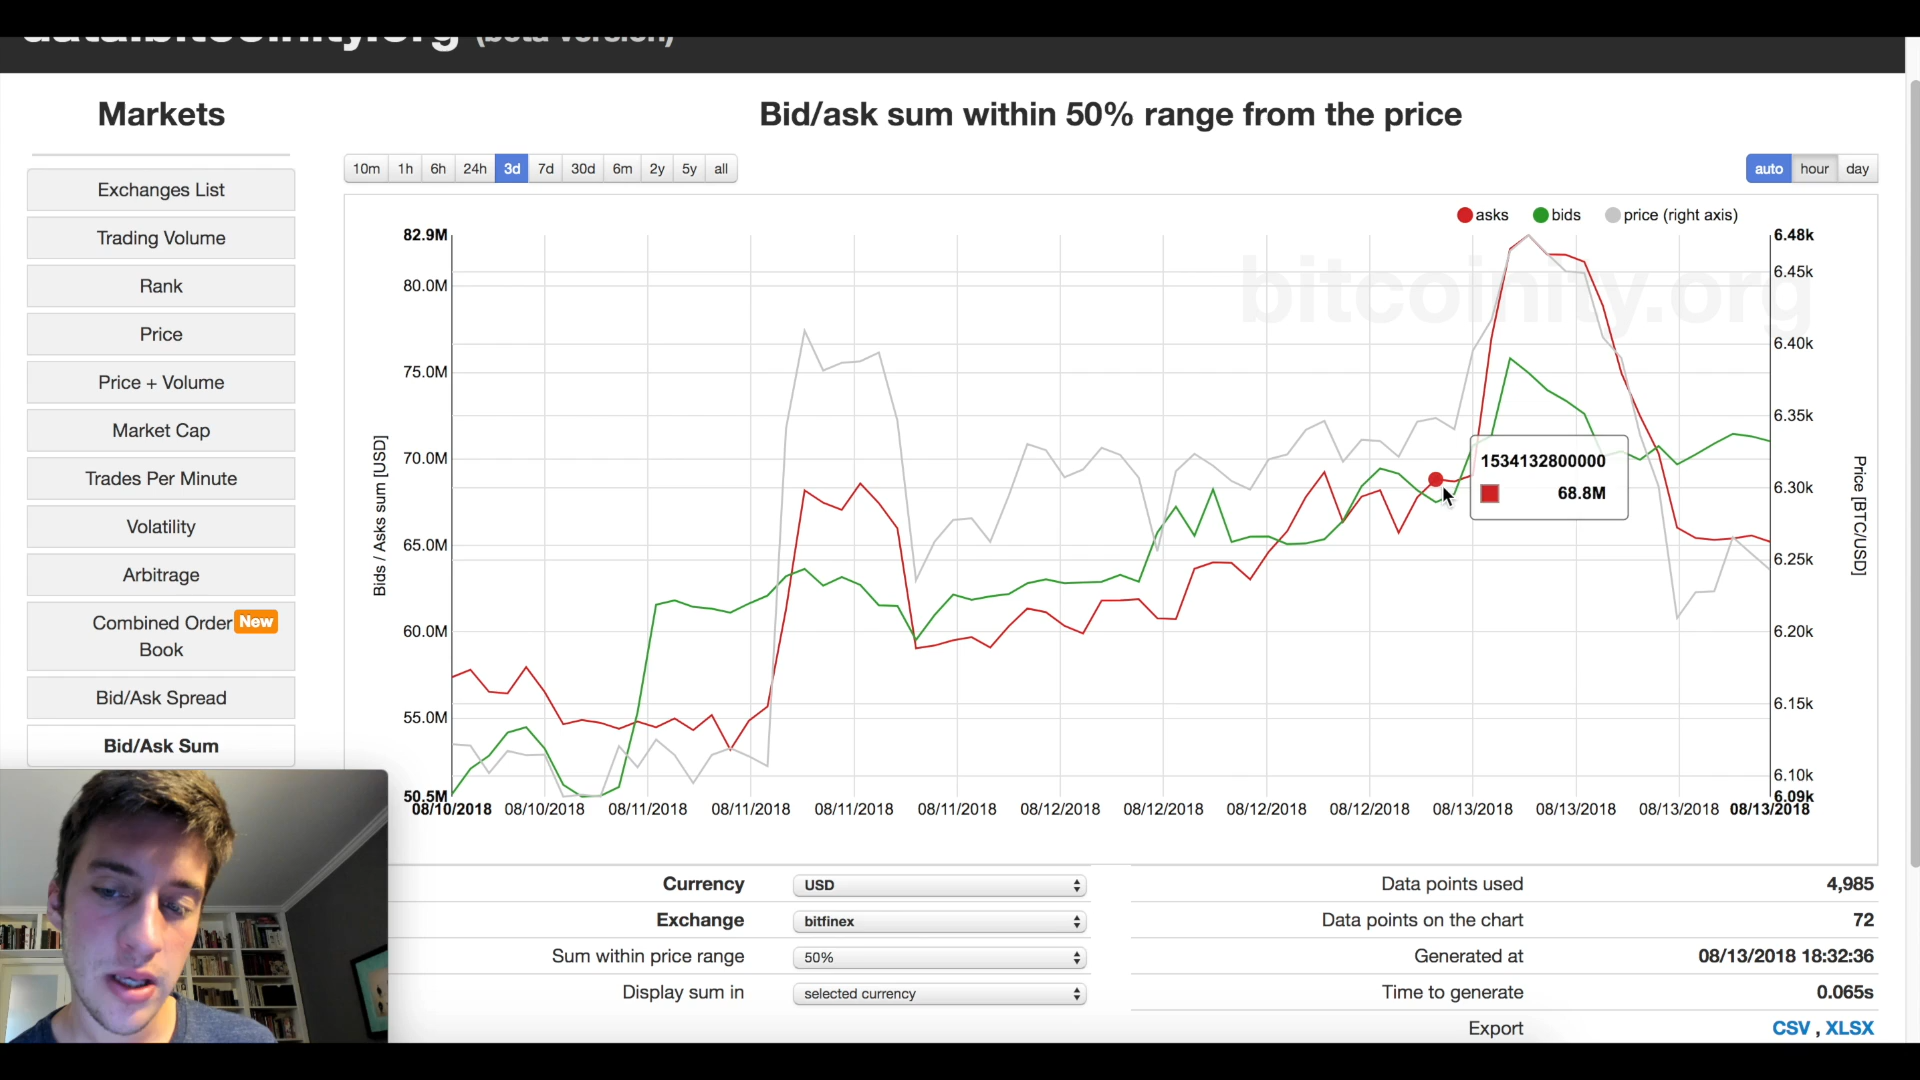 data.bitcoinity.org (beta version)
Markets
Bid/ask sum within 50% range from the price
10m 1h 6h 24h 3d 7d 30d 6m 2y 5y all
auto hour day
Exchanges List
Trading Volume
Rank
Price
Price + Volume
Market Cap
Trades Per Minute
Volatility
Arbitrage
Combined Order Book New
Bid/Ask Spread
Bid/Ask Sum
asks bids price (right axis)
bitcoinity.org
82.9M
80.0M
75.0M
70.0M
65.0M
60.0M
55.0M
50.5M
Bids / Asks sum [USD]
6.48k
6.45k
6.40k
6.35k
6.30k
6.25k
6.20k
6.15k
6.10k
6.09k
Price [BTC/USD]
1534132800000
68.8M
08/10/2018 08/10/2018 08/11/2018 08/11/2018 08/11/2018 08/11/2018 08/12/2018 08/12/2018 08/12/2018 08/12/2018 08/13/2018 08/13/2018 08/13/2018 08/13/2018
Currency USD
Exchange bitfinex
Sum within price range 50%
Display sum in selected currency
Data points used 4,985
Data points on the chart 72
Generated at 08/13/2018 18:32:36
Time to generate 0.065s
Export CSV , XLSX